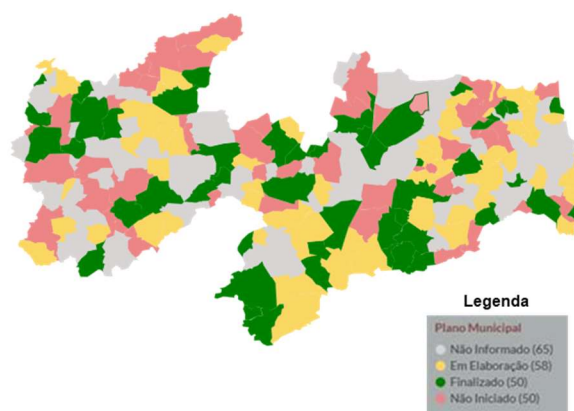 Legenda
Plano Municipal
Não Informado (65)
Em Elaboração (58)
Finalizado (50)
Não Iniciado (50)